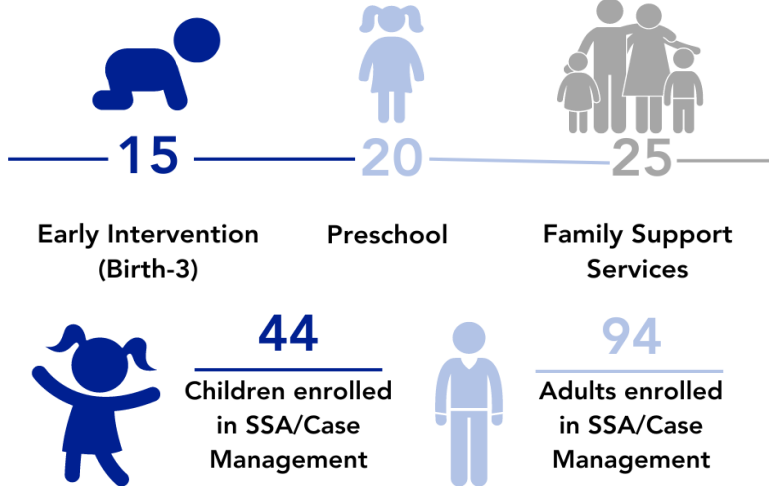 15
20
25
Early Intervention
(Birth-3)
Preschool
Family Support
Services
44
Children enrolled
in SSA/Case
Management
94
Adults enrolled
in SSA/Case
Management